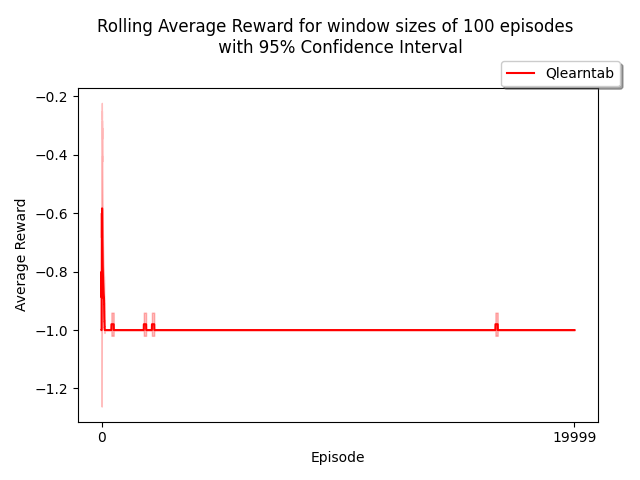 Rolling Average Reward for window sizes of 100 episodes
with 95% Confidence Interval
Qlearntab
−0.2
−0.4
−0.6
−0.8
−1.0
−1.2
Average Reward
0
19999
Episode